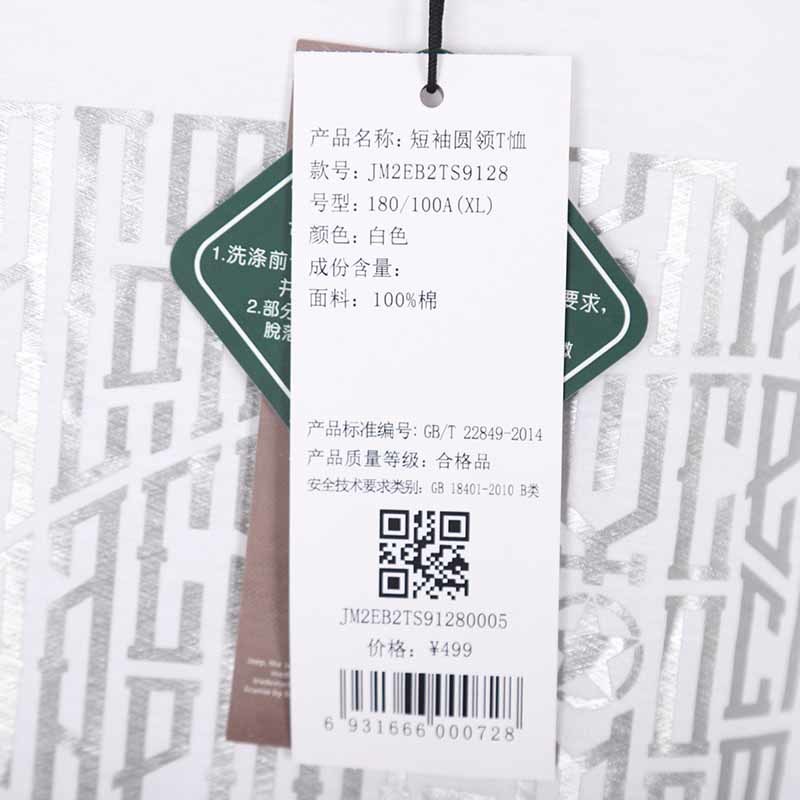 产品名称: 短袖圆领T恤
款号: JM2EB2TS9128
号型: 180/100A(XL)
颜色: 白色
成份含量:
面料: 100%棉
产品标准编号: GB/T 22849-2014
产品质量等级: 合格品
安全技术要求类别: GB 18401-2010 B类
JM2EB2TS91280005
价格: ¥499
6 931666 000728
1.洗涤前
2.部分
要求,